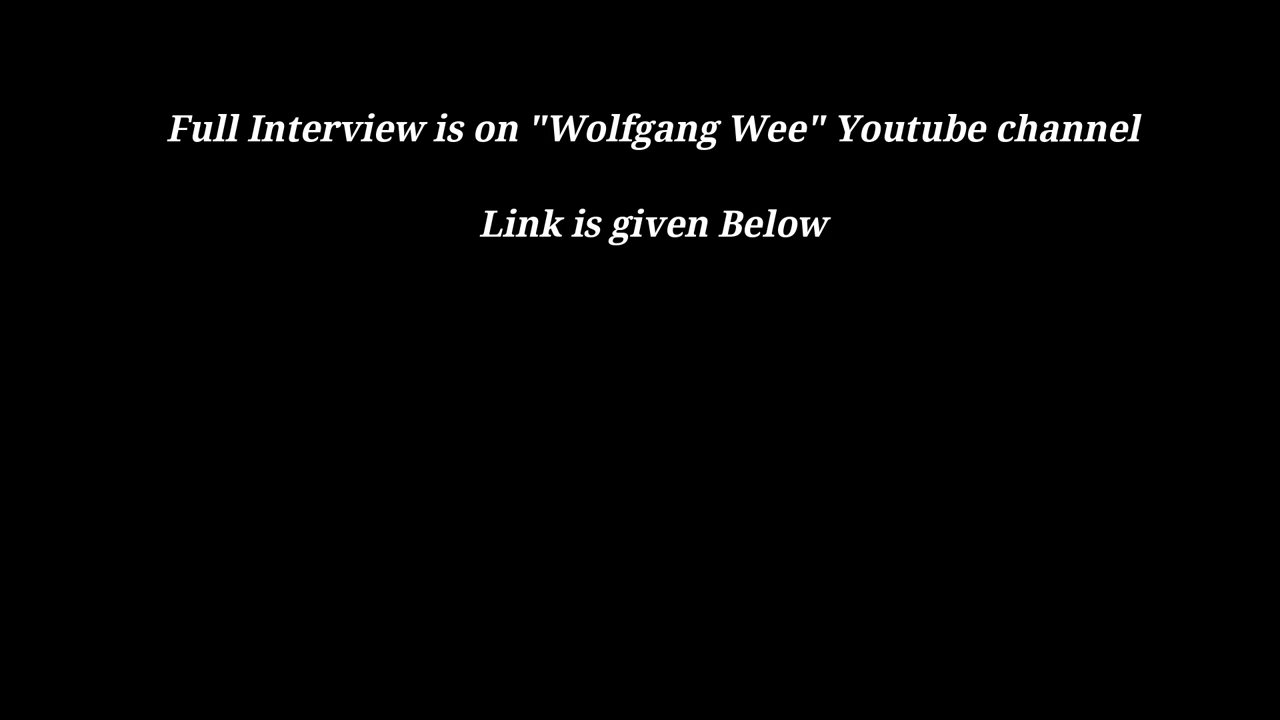 Full Interview is on "Wolfgang Wee" Youtube channel
Link is given Below